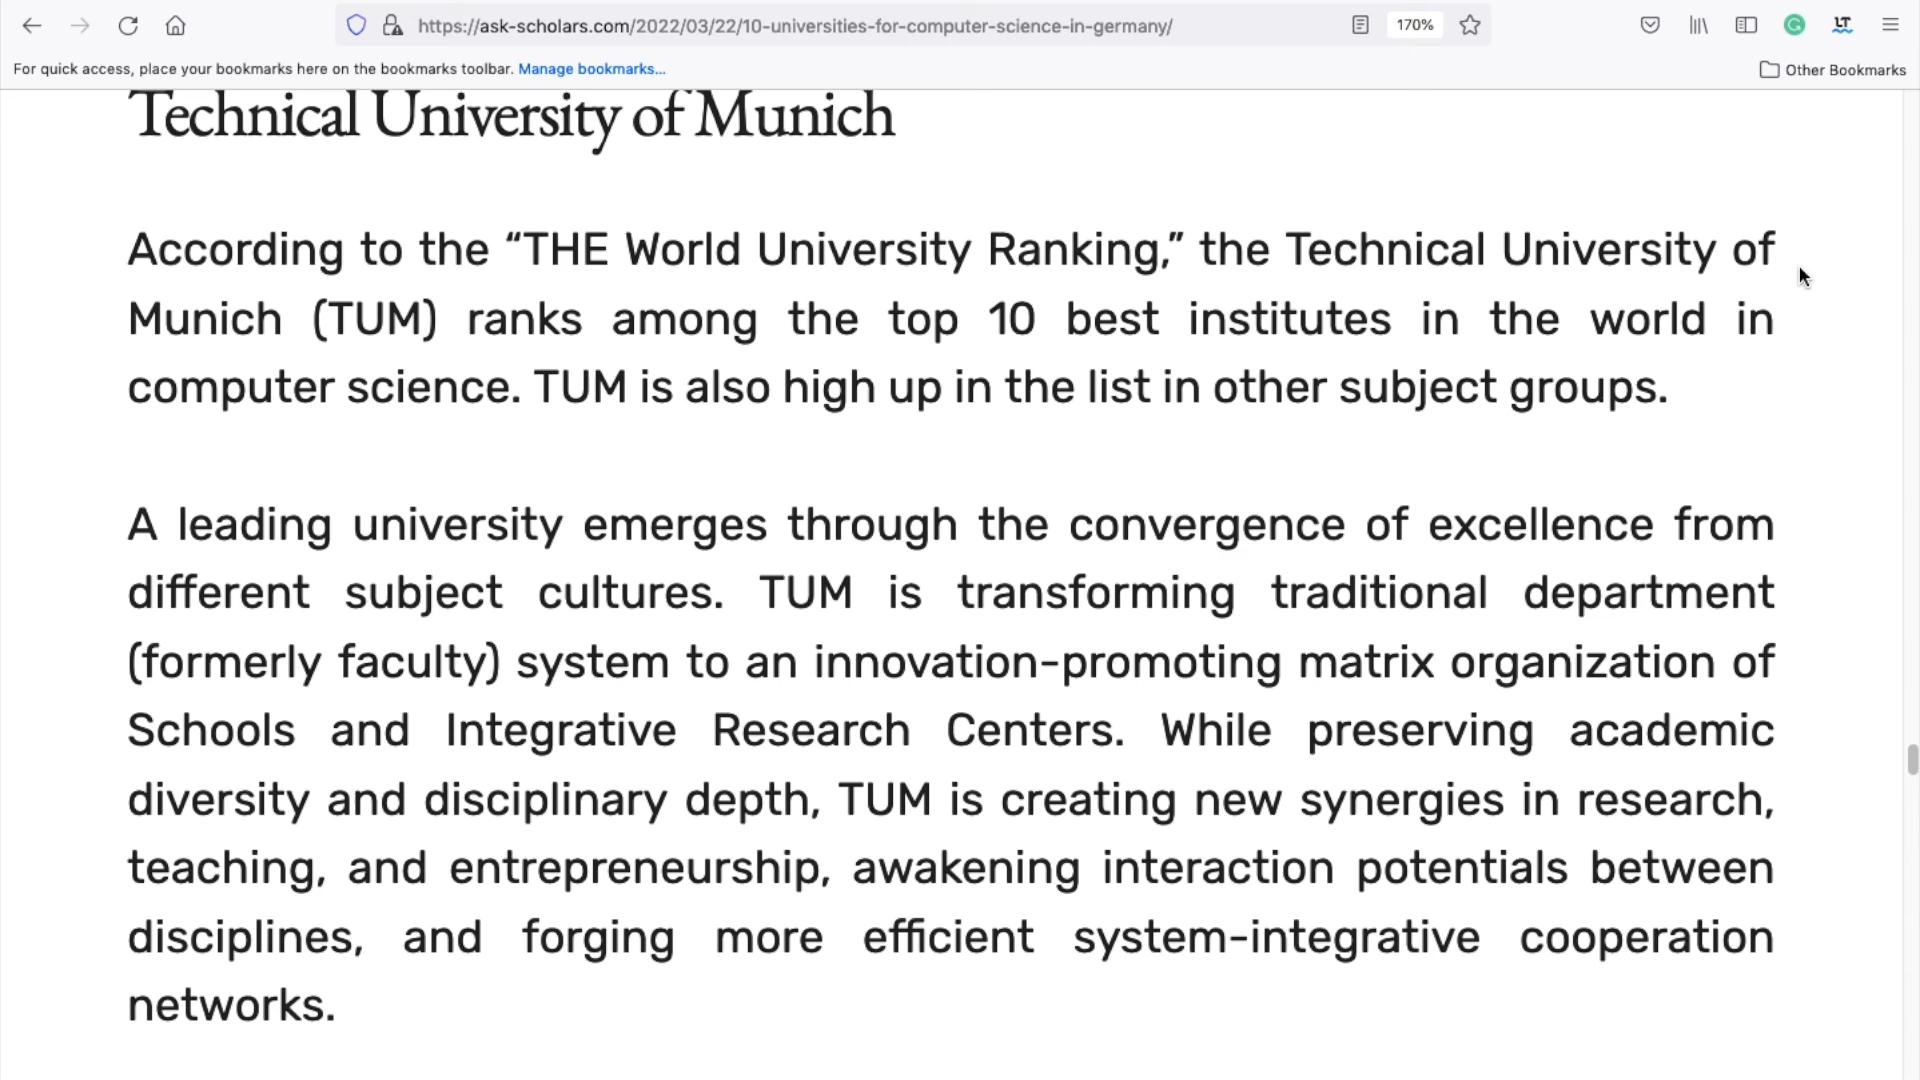 https://ask-scholars.com/2022/03/22/10-universities-for-computer-science-in-germany/
170%
LT
For quick access, place your bookmarks here on the bookmarks toolbar. Manage bookmarks...
Other Bookmarks
Technical University of Munich
According to the “THE World University Ranking,” the Technical University of
Munich (TUM) ranks among the top 10 best institutes in the world in
computer science. TUM is also high up in the list in other subject groups.
A leading university emerges through the convergence of excellence from
different subject cultures. TUM is transforming traditional department
(formerly faculty) system to an innovation-promoting matrix organization of
Schools and Integrative Research Centers. While preserving academic
diversity and disciplinary depth, TUM is creating new synergies in research,
teaching, and entrepreneurship, awakening interaction potentials between
disciplines, and forging more efficient system-integrative cooperation
networks.